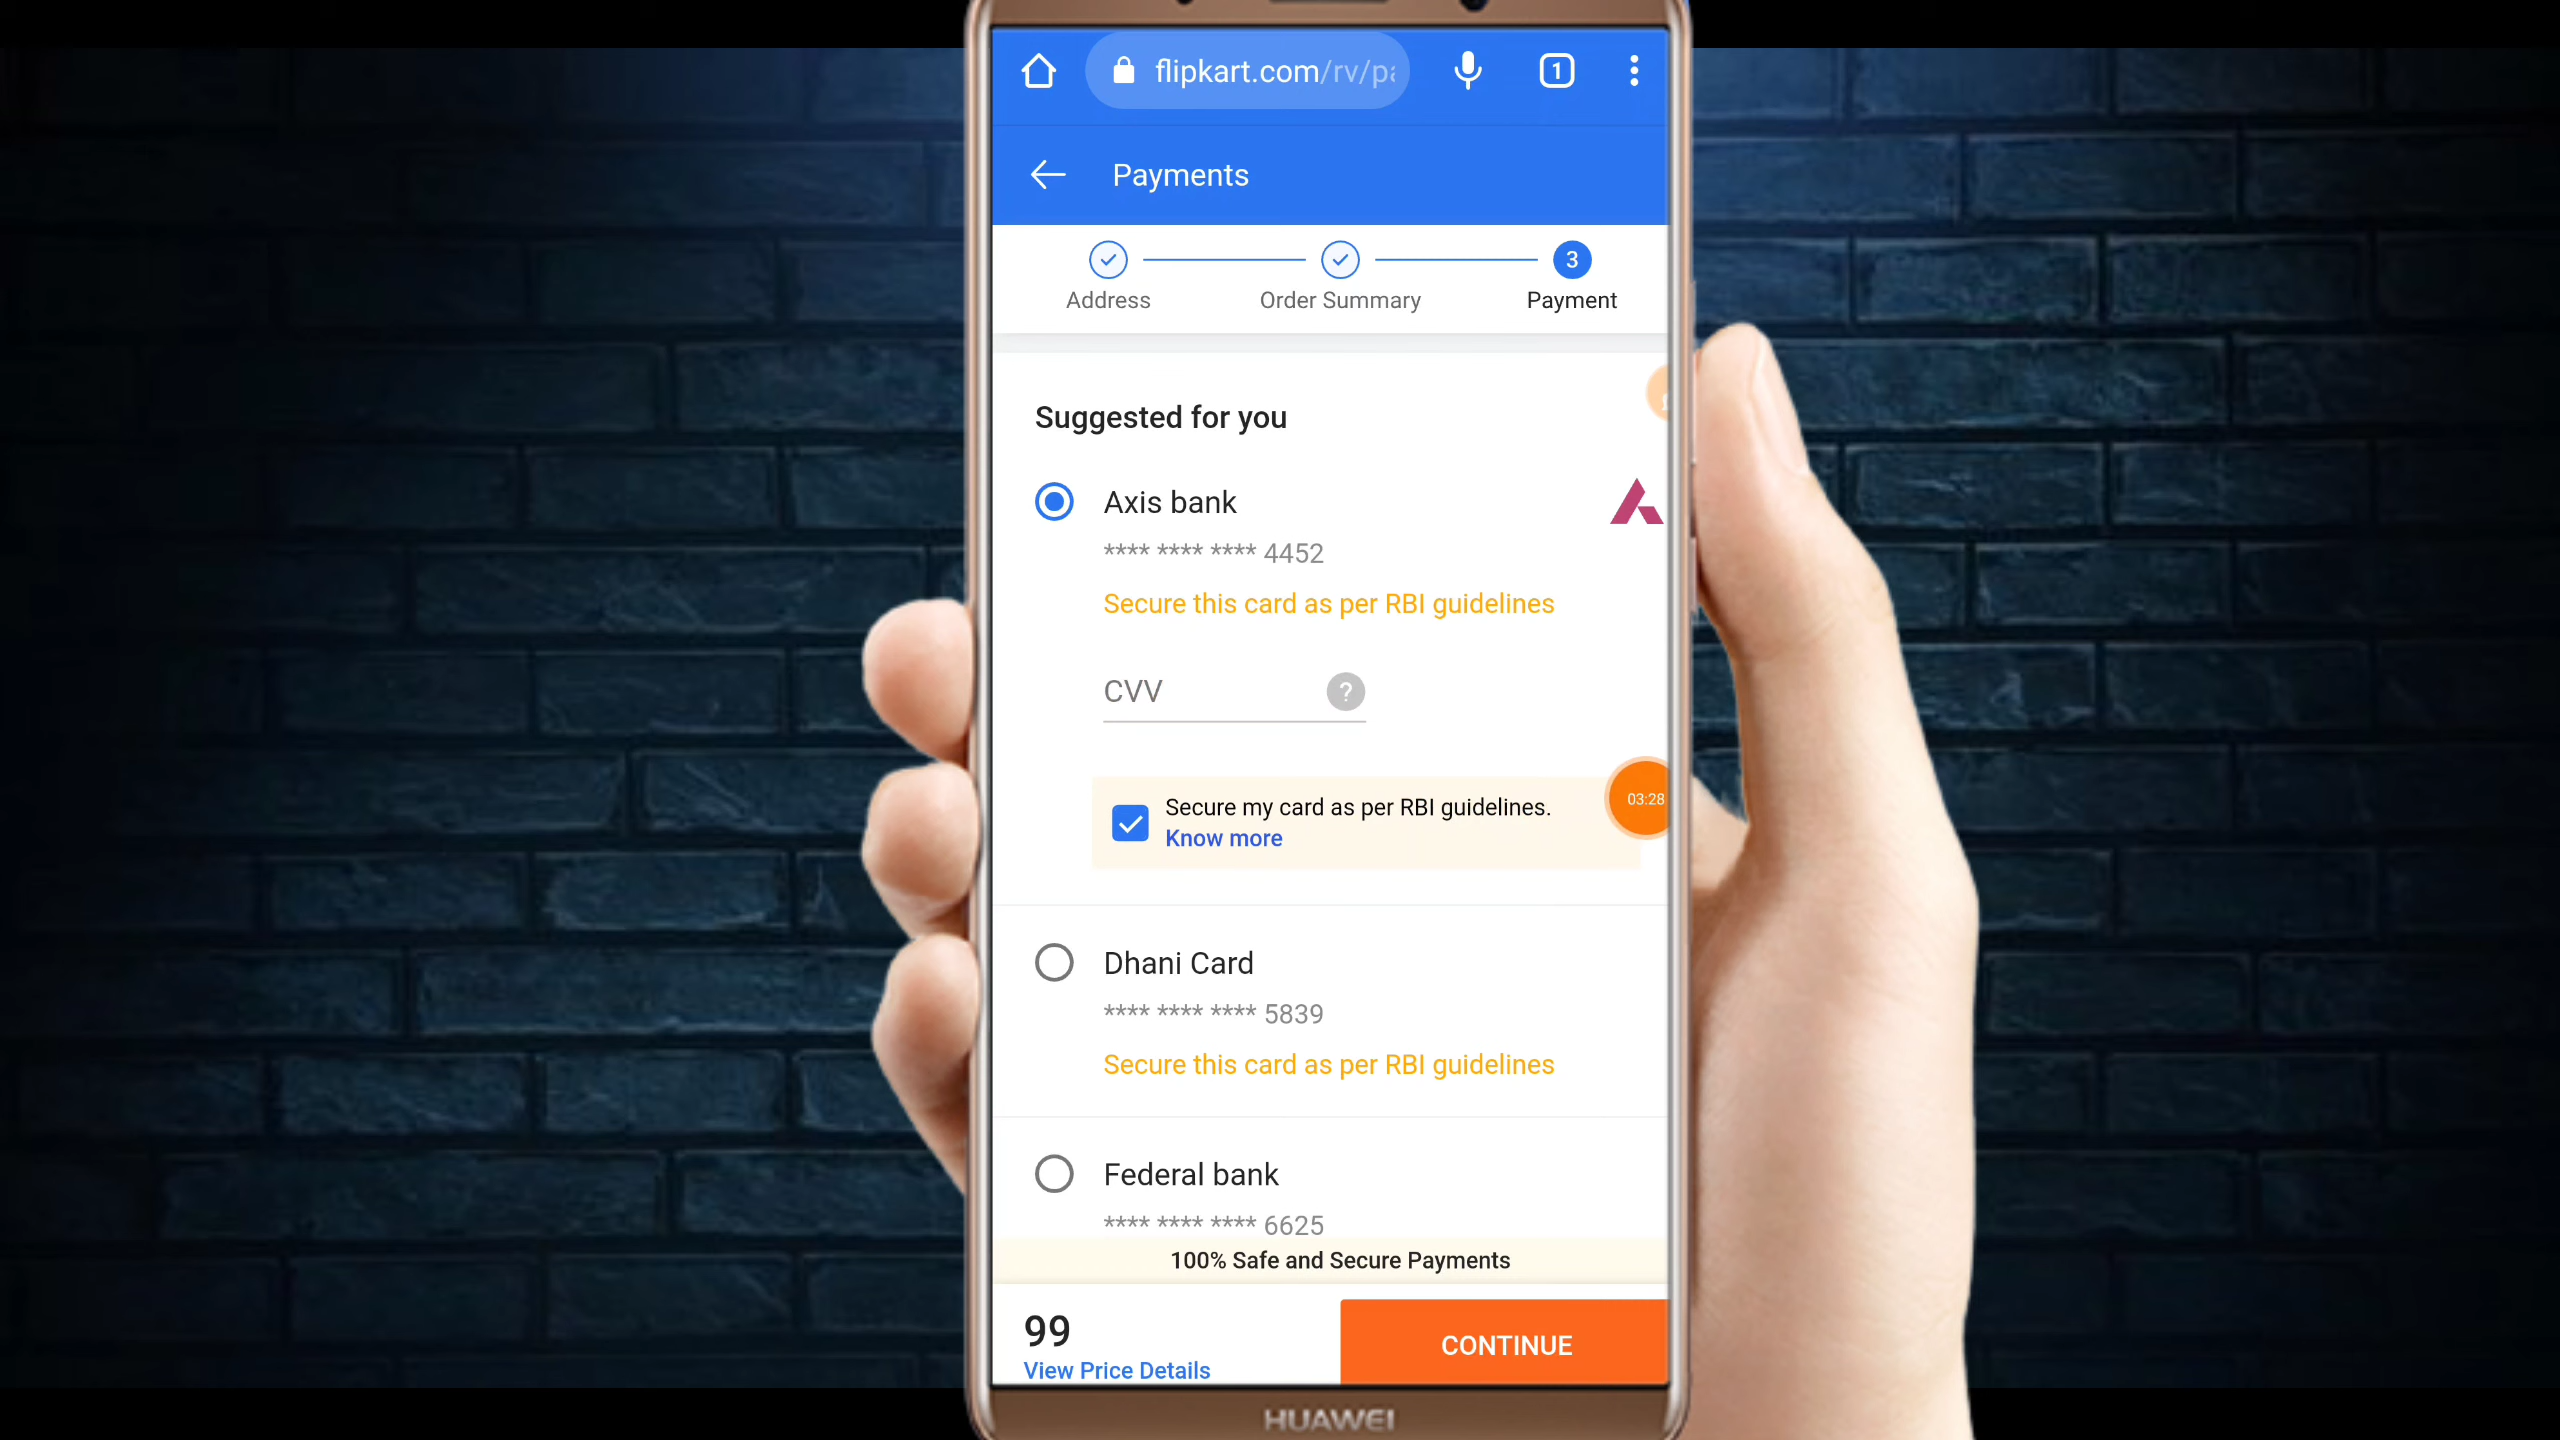 flipkart.com/rv/pa
1
Payments
3
Address
Order Summary
Payment
Suggested for you
Axis bank
**** **** **** 4452
Secure this card as per RBI guidelines
CVV
?
Secure my card as per RBI guidelines.
03:28
Know more
Dhani Card
**** **** **** 5839
Secure this card as per RBI guidelines
Federal bank
**** **** **** 6625
100% Safe and Secure Payments
99
CONTINUE
View Price Details
HUAWEI